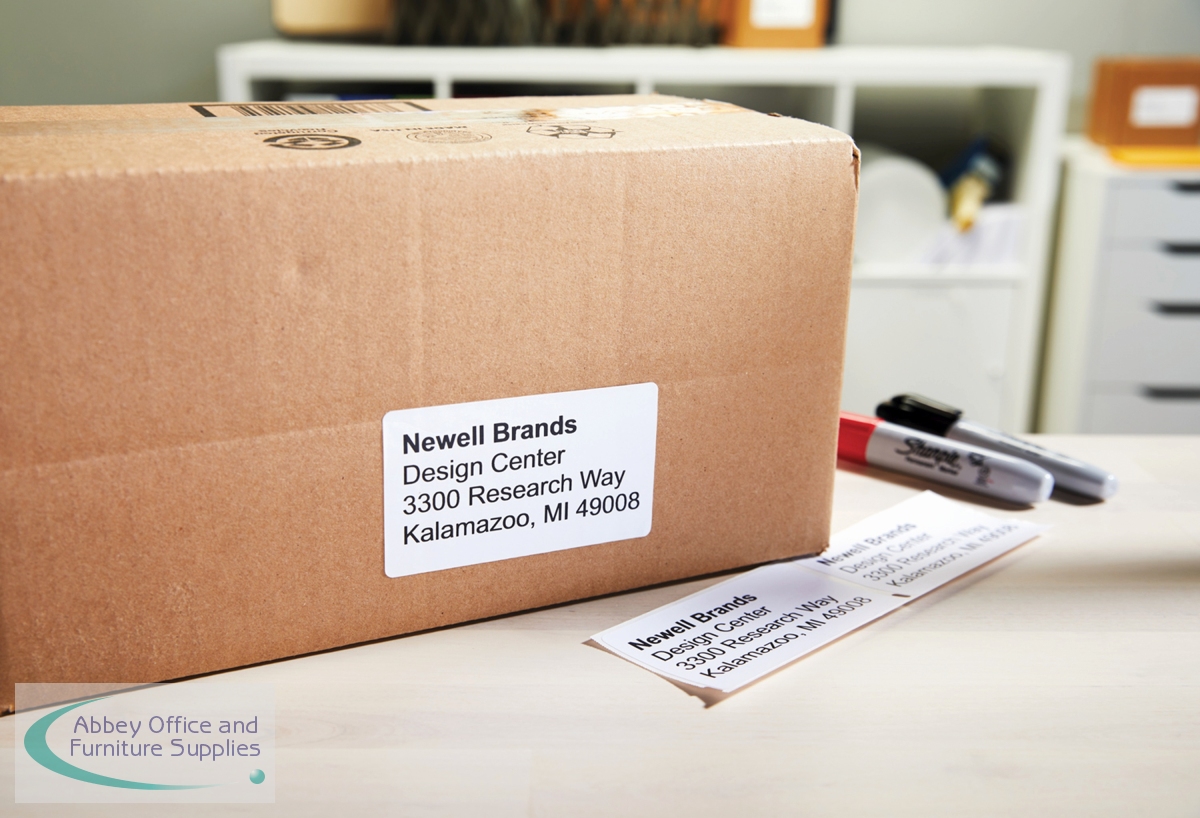 Newell Brands
Design Center
3300 Research Way
Kalamazoo, MI 49008
Sharpie
Newell Brands
Design Center
3300 Research Way
Kalamazoo, MI 49008
Newell Brands
Design Center
3300 Research Way
Kalamazoo, MI 49008
Abbey Office and
Furniture Supplies